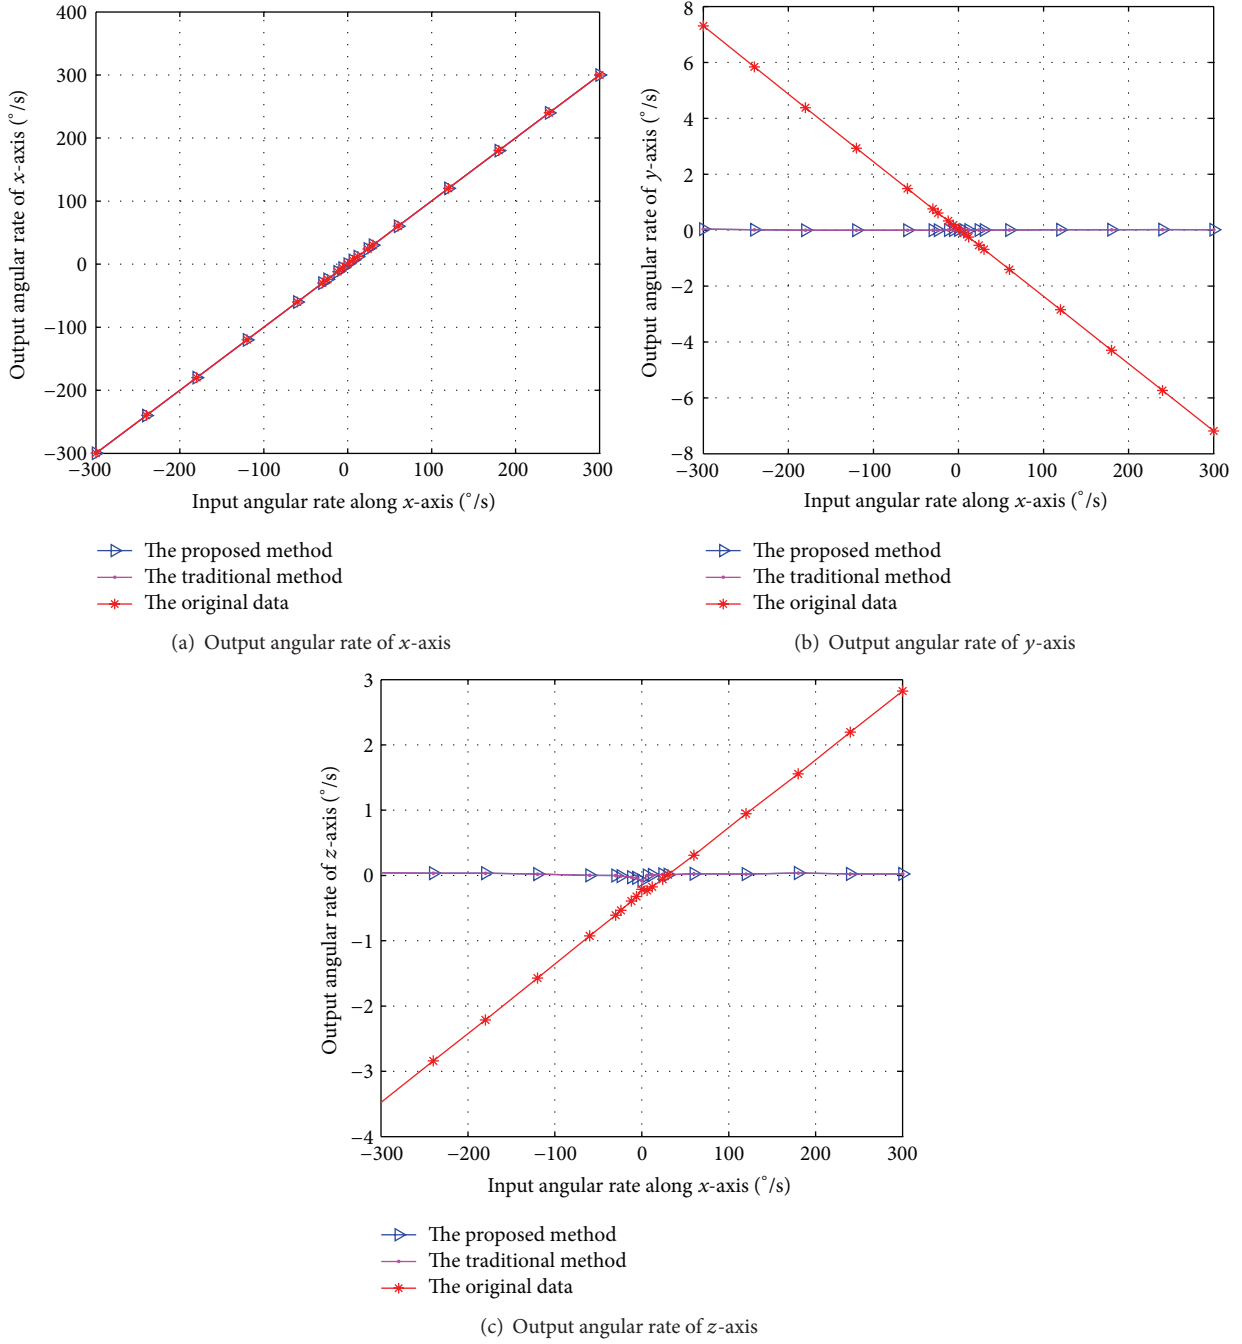 400
300
200
100
0
−100
−200
−300
−300
−200
−100
0
100
200
300
Output angular rate of x-axis (°/s)
Input angular rate along x-axis (°/s)
The proposed method
The traditional method
The original data
(a) Output angular rate of x-axis
8
6
4
2
0
−2
−4
−6
−8
−300
−200
−100
0
100
200
300
Output angular rate of y-axis (°/s)
Input angular rate along x-axis (°/s)
The proposed method
The traditional method
The original data
(b) Output angular rate of y-axis
3
2
1
0
−1
−2
−3
−4
−300
−200
−100
0
100
200
300
Output angular rate of z-axis (°/s)
Input angular rate along x-axis (°/s)
The proposed method
The traditional method
The original data
(c) Output angular rate of z-axis